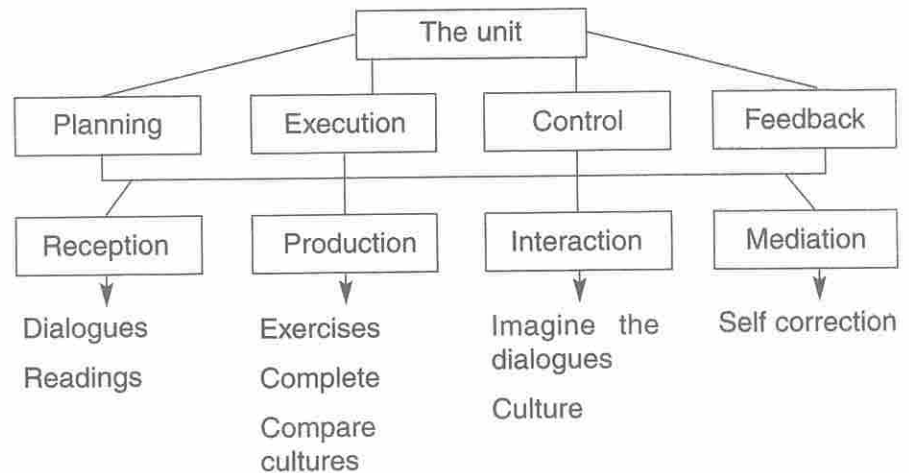 The unit
Planning
Execution
Control
Feedback
Reception
Production
Interaction
Mediation
Dialogues
Readings
Exercises
Complete
Compare
cultures
Imagine the
dialogues
Culture
Self correction